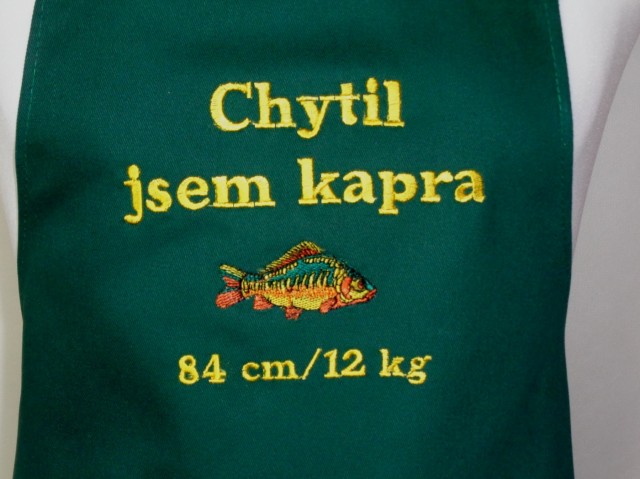 Chytil
jsem kapra
84 cm/12 kg